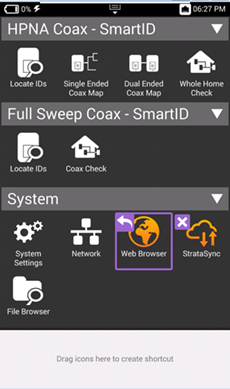 0% 06:27 PM
HPNA Coax - SmartID
Locate IDs
Single Ended
Coax Map
Dual Ended
Coax Map
Whole Home
Check
Full Sweep Coax - SmartID
Locate IDs
Coax Check
System
System
Settings
Network
Web Browser
StrataSync
File Browser
Drag icons here to create shortcut